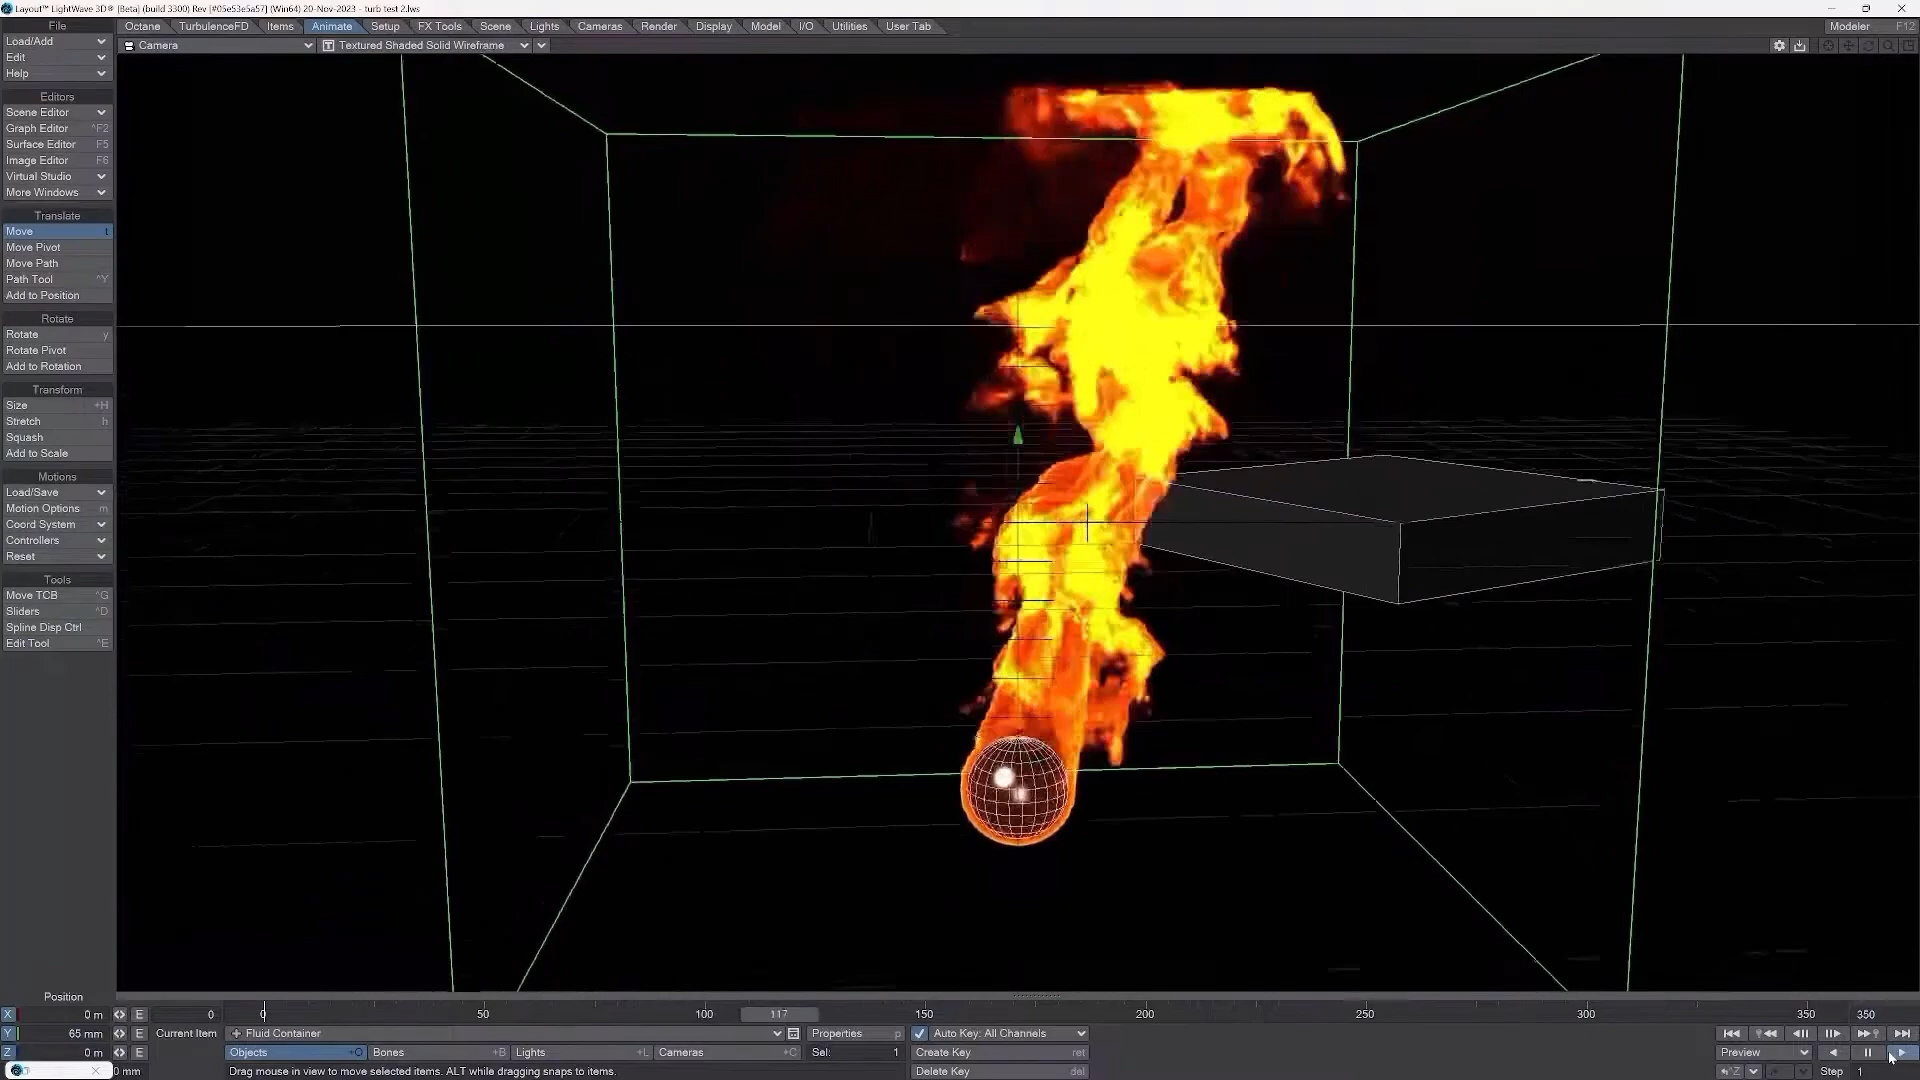 Layout™ LightWave 3D® [Beta] (build 3300) Rev [#05e53e5a57] (Win64) 20-Nov-2023 - turb test 2.lws
File Octane TurbulenceFD Items Animate Setup FX Tools Scene Lights Cameras Render Display Model I/O Utilities User Tab Modeler F12
Load/Add Camera T Textured Shaded Solid Wireframe
Edit
Help
Editors
Scene Editor
Graph Editor ^F2
Surface Editor F5
Image Editor F6
Virtual Studio
More Windows
Translate
Move t
Move Pivot
Move Path
Path Tool ^Y
Add to Position
Rotate
Rotate y
Rotate Pivot
Add to Rotation
Transform
Size +H
Stretch h
Squash
Add to Scale
Motions
Load/Save
Motion Options m
Coord System
Controllers
Reset
Tools
Move TCB ^G
Sliders ^D
Spline Disp Ctrl
Edit Tool ^E
Position
X 0 m E 0 0 50 100 117 150 200 250 300 350 350
Y 65 mm E Current Item Fluid Container Properties p Auto Key: All Channels
Z 0 m E Objects +O Bones +B Lights +L Cameras +C Sel: 1 Create Key ret Preview
0 mm Drag mouse in view to move selected items. ALT while dragging snaps to items. Delete Key del ^Z Step 1